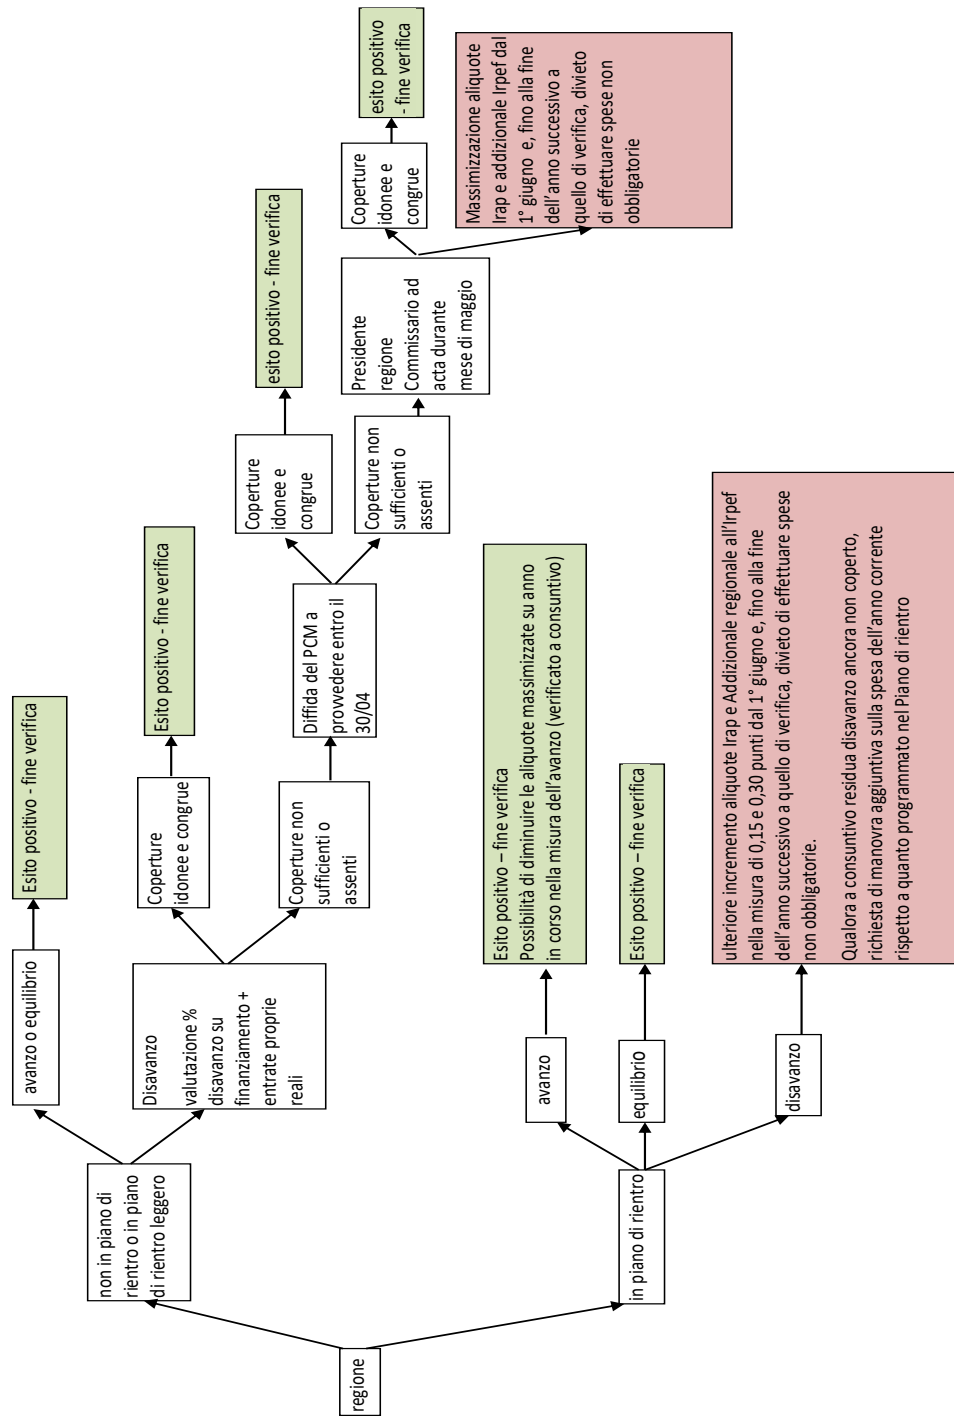 regione
non in piano di
rientro o in piano
di rientro leggero
avanzo o equilibrio
Esito positivo - fine verifica
Disavanzo
valutazione %
disavanzo su
finanziamento +
entrate proprie
reali
Coperture
idonee e congrue
Esito positivo - fine verifica
Coperture non
sufficienti o
assenti
Diffida del PCM a
provvedere entro il
30/04
Coperture
idonee e
congrue
esito positivo - fine verifica
Coperture non
sufficienti o
assenti
Presidente
regione
Commissario ad
acta durante
mese di maggio
Coperture
idonee e
congrue
esito positivo
- fine verifica
Massimizzazione aliquote
Irap e addizionale Irpef dal
1° giugno e, fino alla fine
dell'anno successivo a
quello di verifica, divieto
di effettuare spese non
obbligatorie
in piano di rientro
avanzo
Esito positivo – fine verifica
Possibilità di diminuire le aliquote massimizzate su anno
in corso nella misura dell'avanzo (verificato a consuntivo)
equilibrio
Esito positivo – fine verifica
disavanzo
ulteriore incremento aliquote Irap e Addizionale regionale all'Irpef
nella misura di 0,15 e 0,30 punti dal 1° giugno e, fino alla fine
dell'anno successivo a quello di verifica, divieto di effettuare spese
non obbligatorie.
Qualora a consuntivo residua disavanzo ancora non coperto,
richiesta di manovra aggiuntiva sulla spesa dell'anno corrente
rispetto a quanto programmato nel Piano di rientro